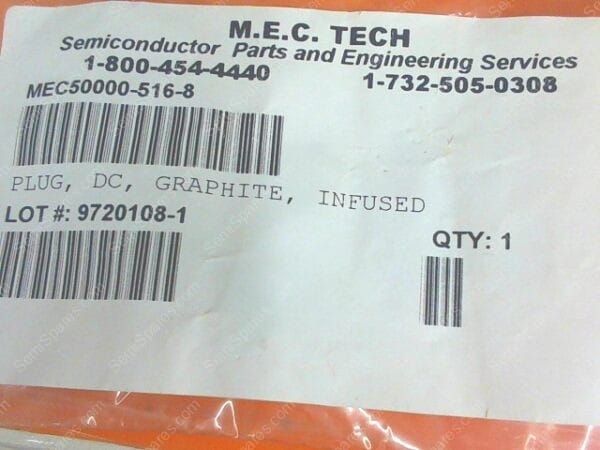 M.E.C. TECH
Semiconductor Parts and Engineering Services
1-800-454-4440 1-732-505-0308
MEC50000-516-8
PLUG, DC, GRAPHITE, INFUSED
LOT #: 9720108-1
QTY: 1